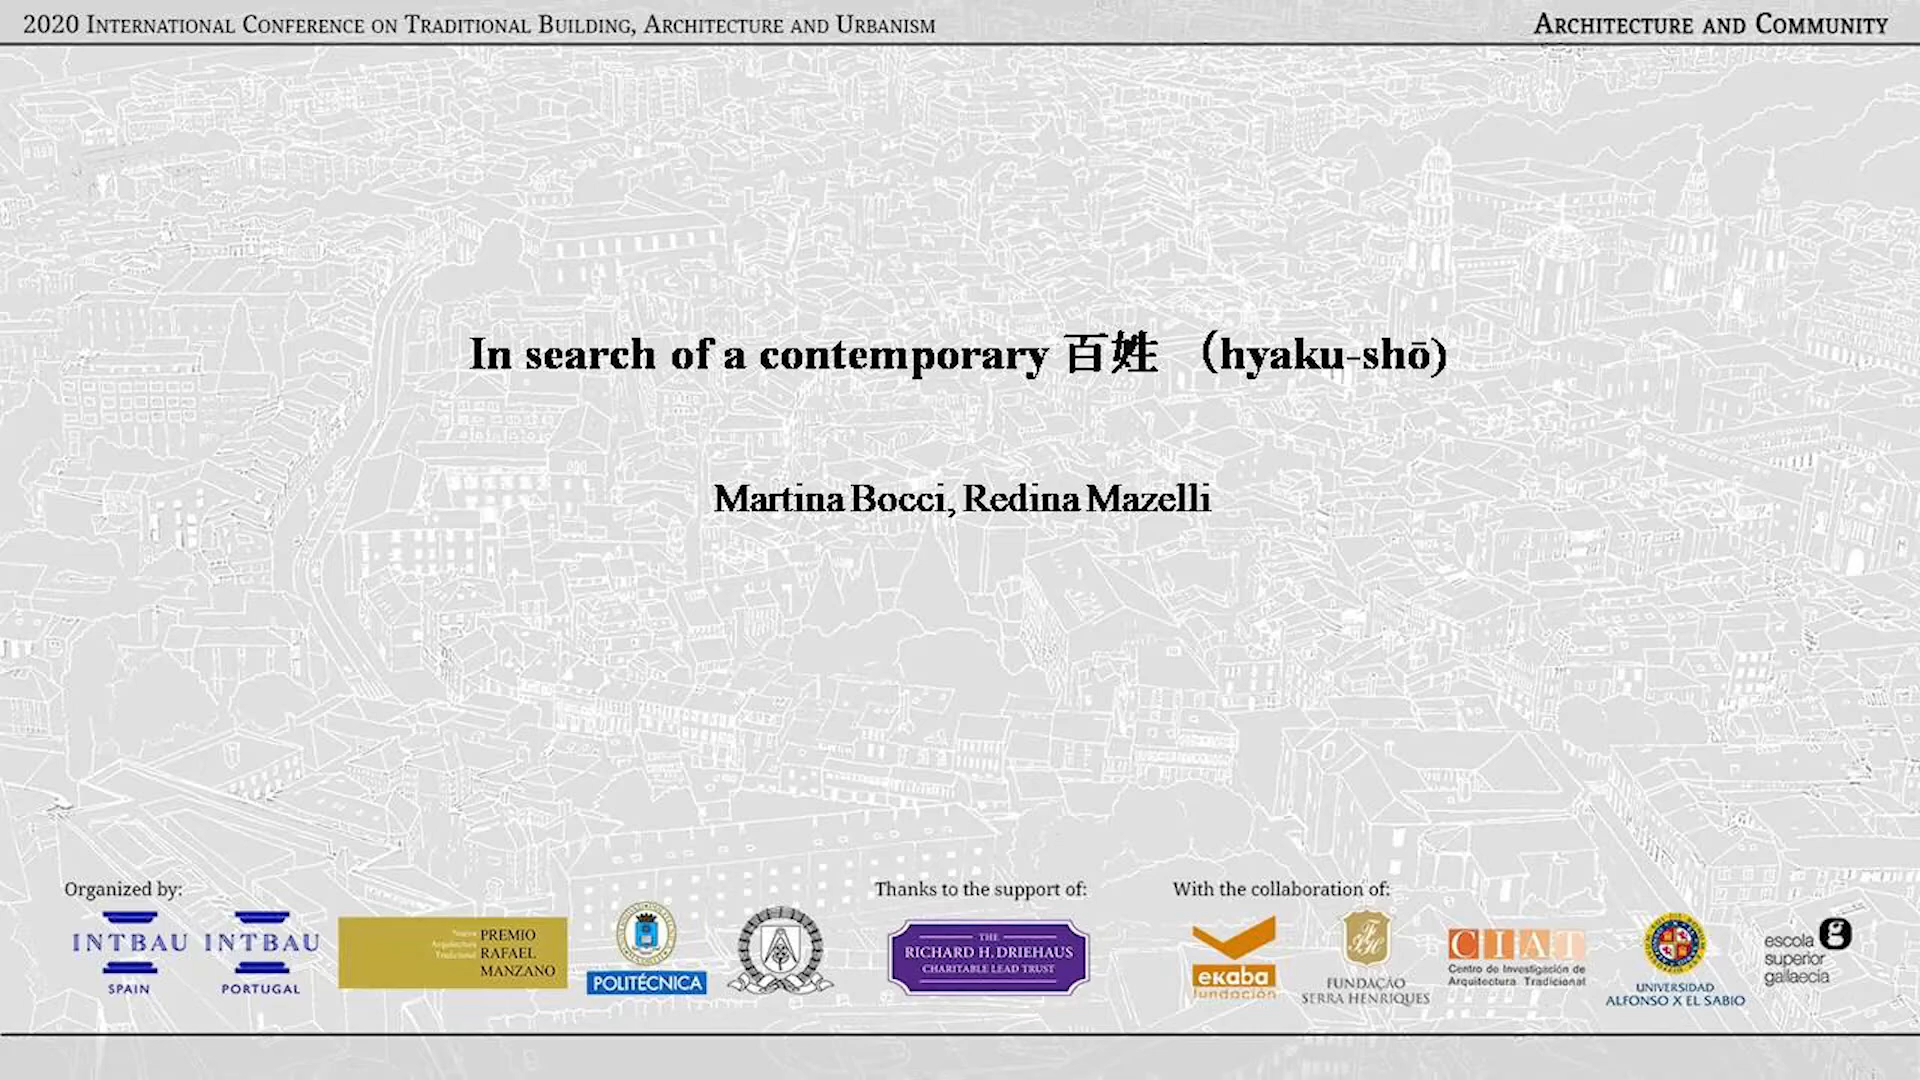 2020 International Conference on Traditional Building, Architecture and Urbanism
Architecture and Community
In search of a contemporary 百姓 （hyaku-shō)
Martina Bocci, Redina Mazelli
Organized by:
INTBAU
SPAIN
INTBAU
PORTUGAL
Nueva
Arquitectura
Tradicional
PREMIO
RAFAEL
MANZANO
POLITÉCNICA
Thanks to the support of:
THE
RICHARD H. DRIEHAUS
CHARITABLE LEAD TRUST
With the collaboration of:
ekaba
fundación
FUNDAÇÃO
SERRA HENRIQUES
CIAT
Centro de Investigación de
Arquitectura Tradicional
UNIVERSIDAD
ALFONSO X EL SABIO
escola
superior
gallaecia
g